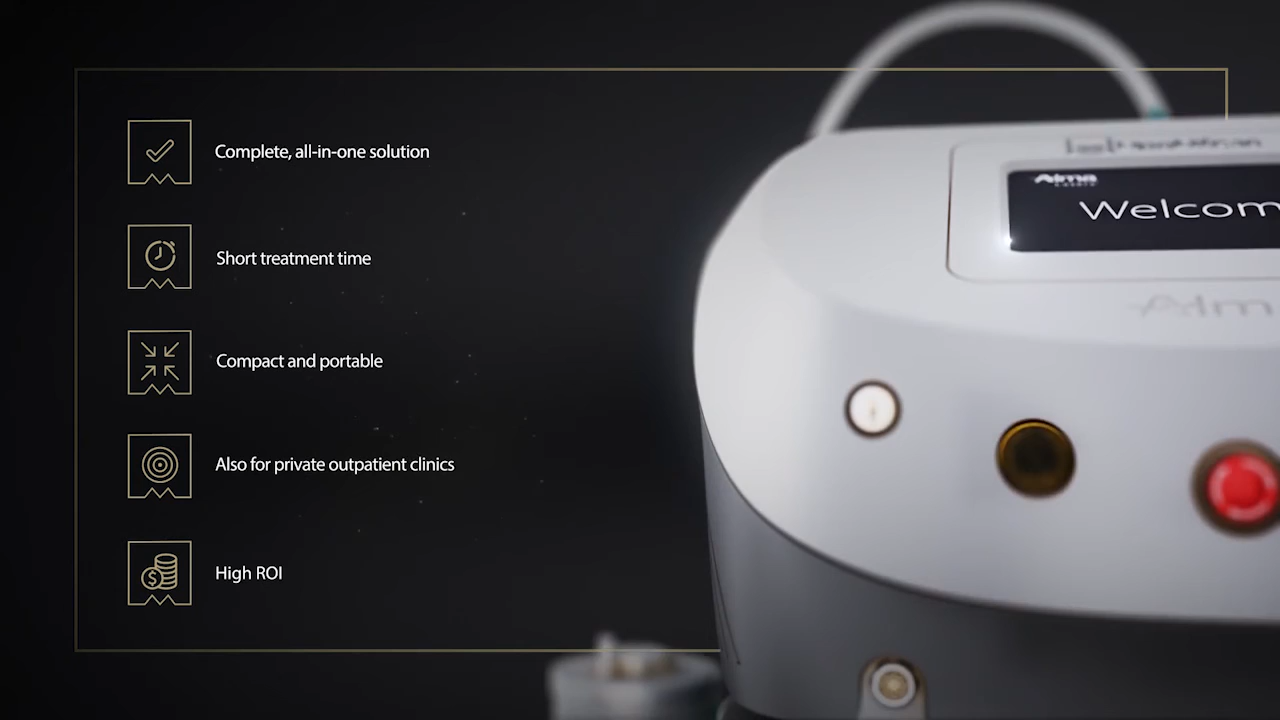 Complete, all-in-one solution
Short treatment time
Compact and portable
Also for private outpatient clinics
High ROI
Alma
Welcom
Alm